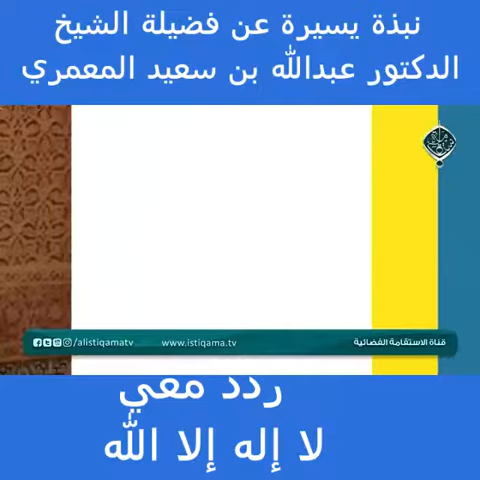 نبذة يسيرة عن فضيلة الشيخ
الدكتور عبدالله بن سعيد المعمري
/alistiqamatv www.istiqama.tv قناة الاستقامة الفضائية
ردد معي
لا إله إلا الله